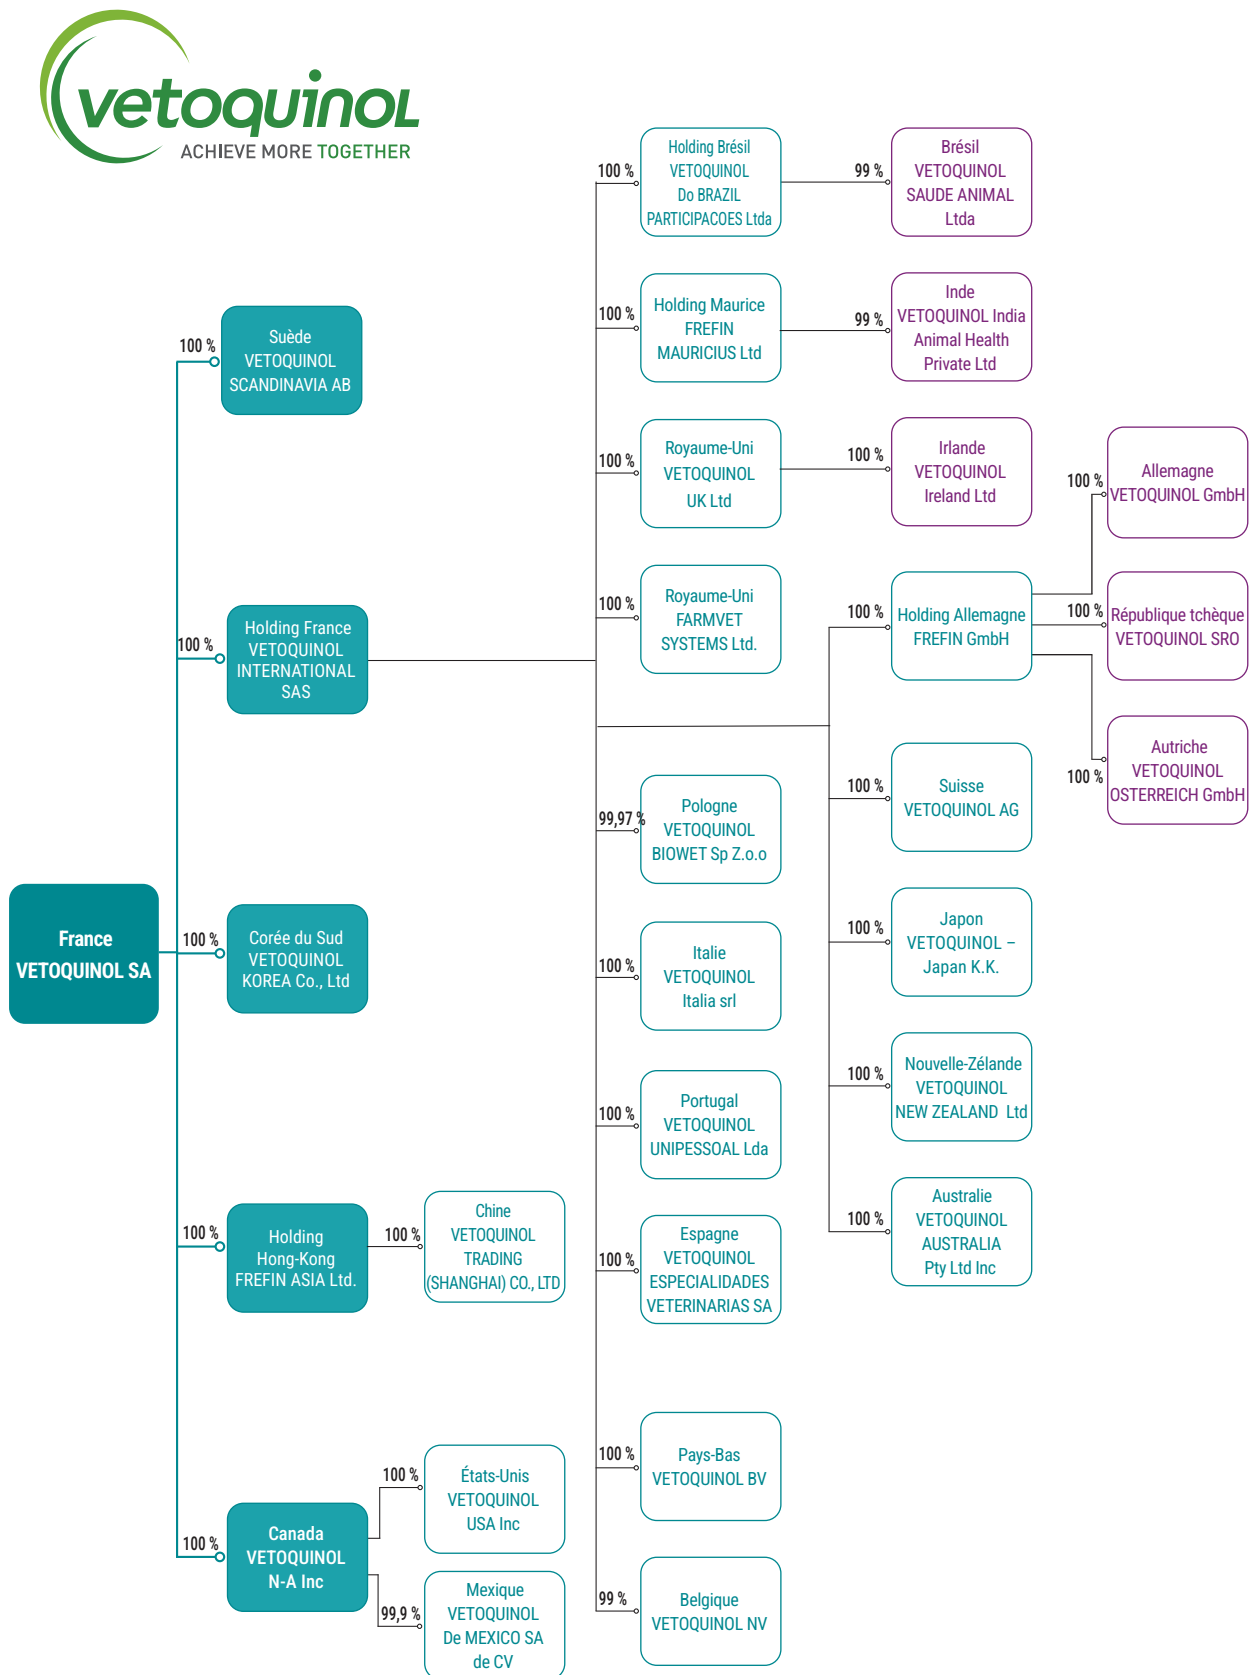 vetoquinol
ACHIEVE MORE TOGETHER
France
VETOQUINOL SA
100 %
Suède
VETOQUINOL
SCANDINAVIA AB
100 %
Holding France
VETOQUINOL
INTERNATIONAL
SAS
100 %
Corée du Sud
VETOQUINOL
KOREA Co., Ltd
100 %
Holding
Hong-Kong
FREFIN ASIA Ltd.
100 %
Chine
VETOQUINOL
TRADING
(SHANGHAI) CO., LTD
100 %
Canada
VETOQUINOL
N-A Inc
100 %
États-Unis
VETOQUINOL
USA Inc
99,9 %
Mexique
VETOQUINOL
De MEXICO SA
de CV
100 %
Holding Brésil
VETOQUINOL
Do BRAZIL
PARTICIPACOES Ltda
99 %
Brésil
VETOQUINOL
SAUDE ANIMAL
Ltda
100 %
Holding Maurice
FREFIN
MAURICIUS Ltd
99 %
Inde
VETOQUINOL India
Animal Health
Private Ltd
100 %
Royaume-Uni
VETOQUINOL
UK Ltd
100 %
Irlande
VETOQUINOL
Ireland Ltd
100 %
Royaume-Uni
FARMVET
SYSTEMS Ltd.
100 %
Holding Allemagne
FREFIN GmbH
100 %
Allemagne
VETOQUINOL GmbH
100 %
République tchèque
VETOQUINOL SRO
100 %
Autriche
VETOQUINOL
OSTERREICH GmbH
100 %
Suisse
VETOQUINOL AG
100 %
Japon
VETOQUINOL –
Japan K.K.
100 %
Nouvelle-Zélande
VETOQUINOL
NEW ZEALAND Ltd
100 %
Australie
VETOQUINOL
AUSTRALIA
Pty Ltd Inc
99,97 %
Pologne
VETOQUINOL
BIOWET Sp Z.o.o
100 %
Italie
VETOQUINOL
Italia srl
100 %
Portugal
VETOQUINOL
UNIPESSOAL Lda
100 %
Espagne
VETOQUINOL
ESPECIALIDADES
VETERINARIAS SA
100 %
Pays-Bas
VETOQUINOL BV
99 %
Belgique
VETOQUINOL NV